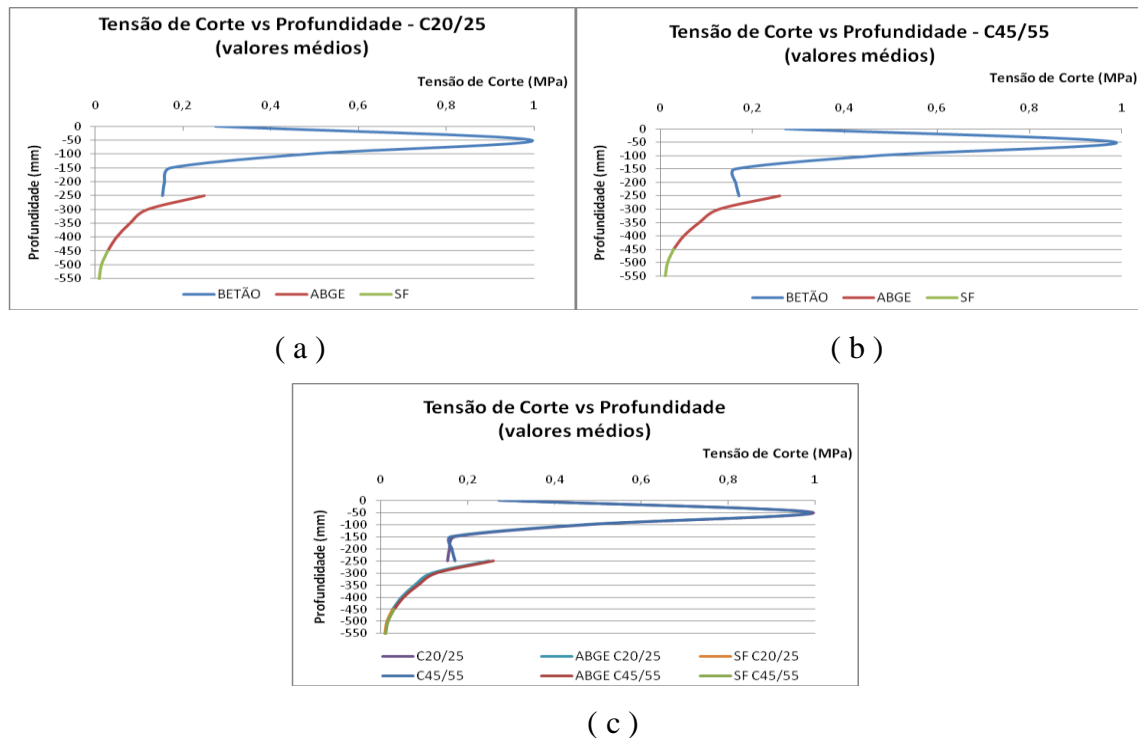 Tensão de Corte vs Profundidade - C20/25
(valores médios)
Tensão de Corte (MPa)
0 0,2 0,4 0,6 0,8 1
Profundidade (mm)
0
-50
-100
-150
-200
-250
-300
-350
-400
-450
-500
-550
BETÃO ABGE SF
( a )
Tensão de Corte vs Profundidade - C45/55
(valores médios)
Tensão de Corte (MPa)
0 0,2 0,4 0,6 0,8 1
Profundidade (mm)
0
-50
-100
-150
-200
-250
-300
-350
-400
-450
-500
-550
BETÃO ABGE SF
( b )
Tensão de Corte vs Profundidade
(valores médios)
Tensão de Corte (MPa)
0 0,2 0,4 0,6 0,8 1
Profundidade (mm)
0
-50
-100
-150
-200
-250
-300
-350
-400
-450
-500
-550
C20/25 ABGE C20/25 SF C20/25
C45/55 ABGE C45/55 SF C45/55
( c )